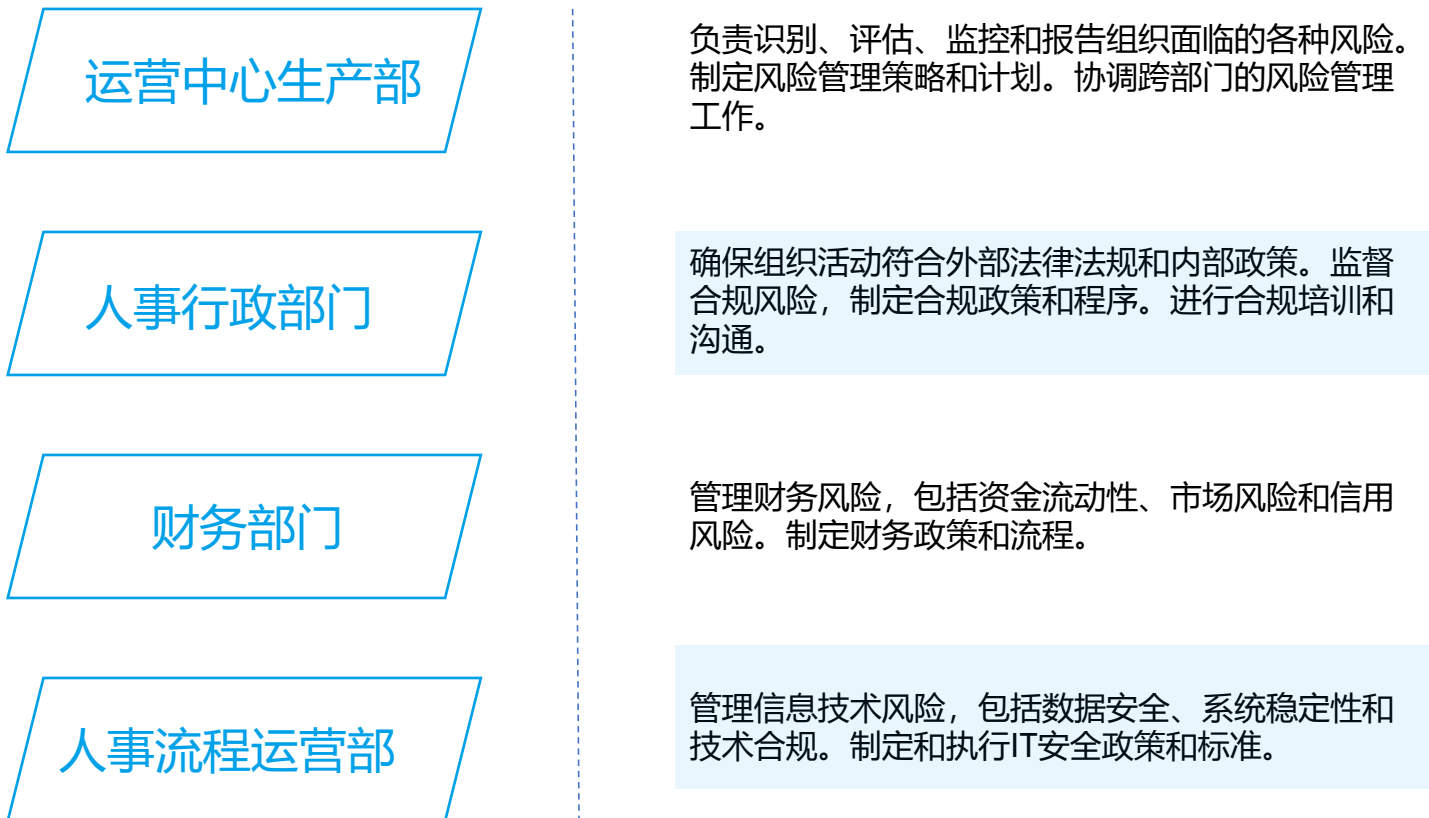 运营中心生产部
负责识别、评估、监控和报告组织面临的各种风险。
制定风险管理策略和计划。协调跨部门的风险管理
工作。
人事行政部门
确保组织活动符合外部法律法规和内部政策。监督
合规风险，制定合规政策和程序。进行合规培训和
沟通。
财务部门
管理财务风险，包括资金流动性、市场风险和信用
风险。制定财务政策和流程。
人事流程运营部
管理信息技术风险，包括数据安全、系统稳定性和
技术合规。制定和执行IT安全政策和标准。